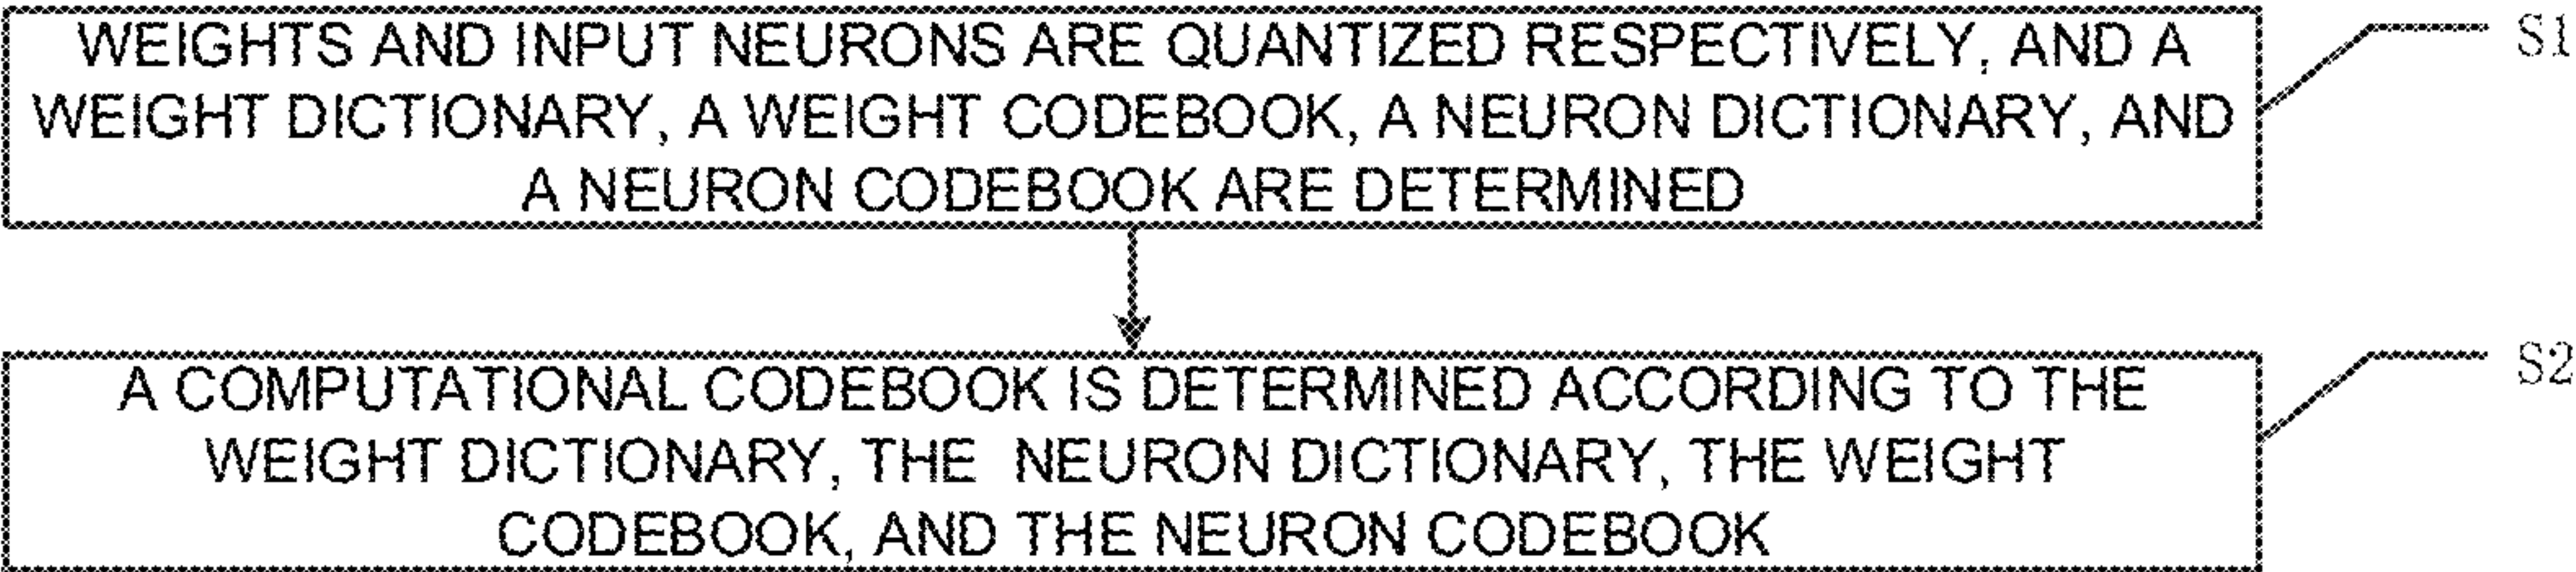 WEIGHTS AND INPUT NEURONS ARE QUANTIZED RESPECTIVELY, AND A
WEIGHT DICTIONARY, A WEIGHT CODEBOOK, A NEURON DICTIONARY, AND
A NEURON CODEBOOK ARE DETERMINED
S1
A COMPUTATIONAL CODEBOOK IS DETERMINED ACCORDING TO THE
WEIGHT DICTIONARY, THE NEURON DICTIONARY, THE WEIGHT
CODEBOOK, AND THE NEURON CODEBOOK
S2